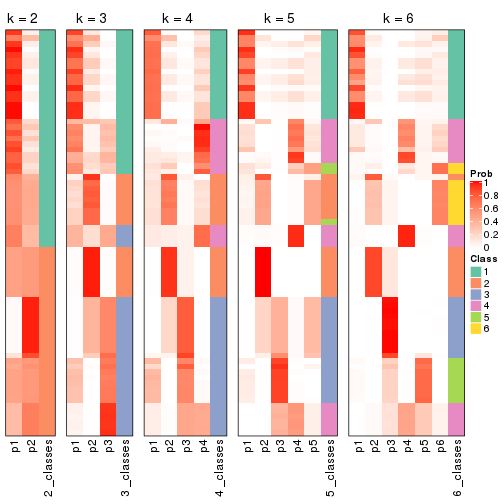 k = 2
k = 3
k = 4
k = 5
k = 6
Prob
1
0.8
0.6
0.4
0.2
0
Class
1
2
3
4
5
6
p1
p2
2_classes
p1
p2
p3
3_classes
p1
p2
p3
p4
4_classes
p1
p2
p3
p4
p5
5_classes
p1
p2
p3
p4
p5
p6
6_classes